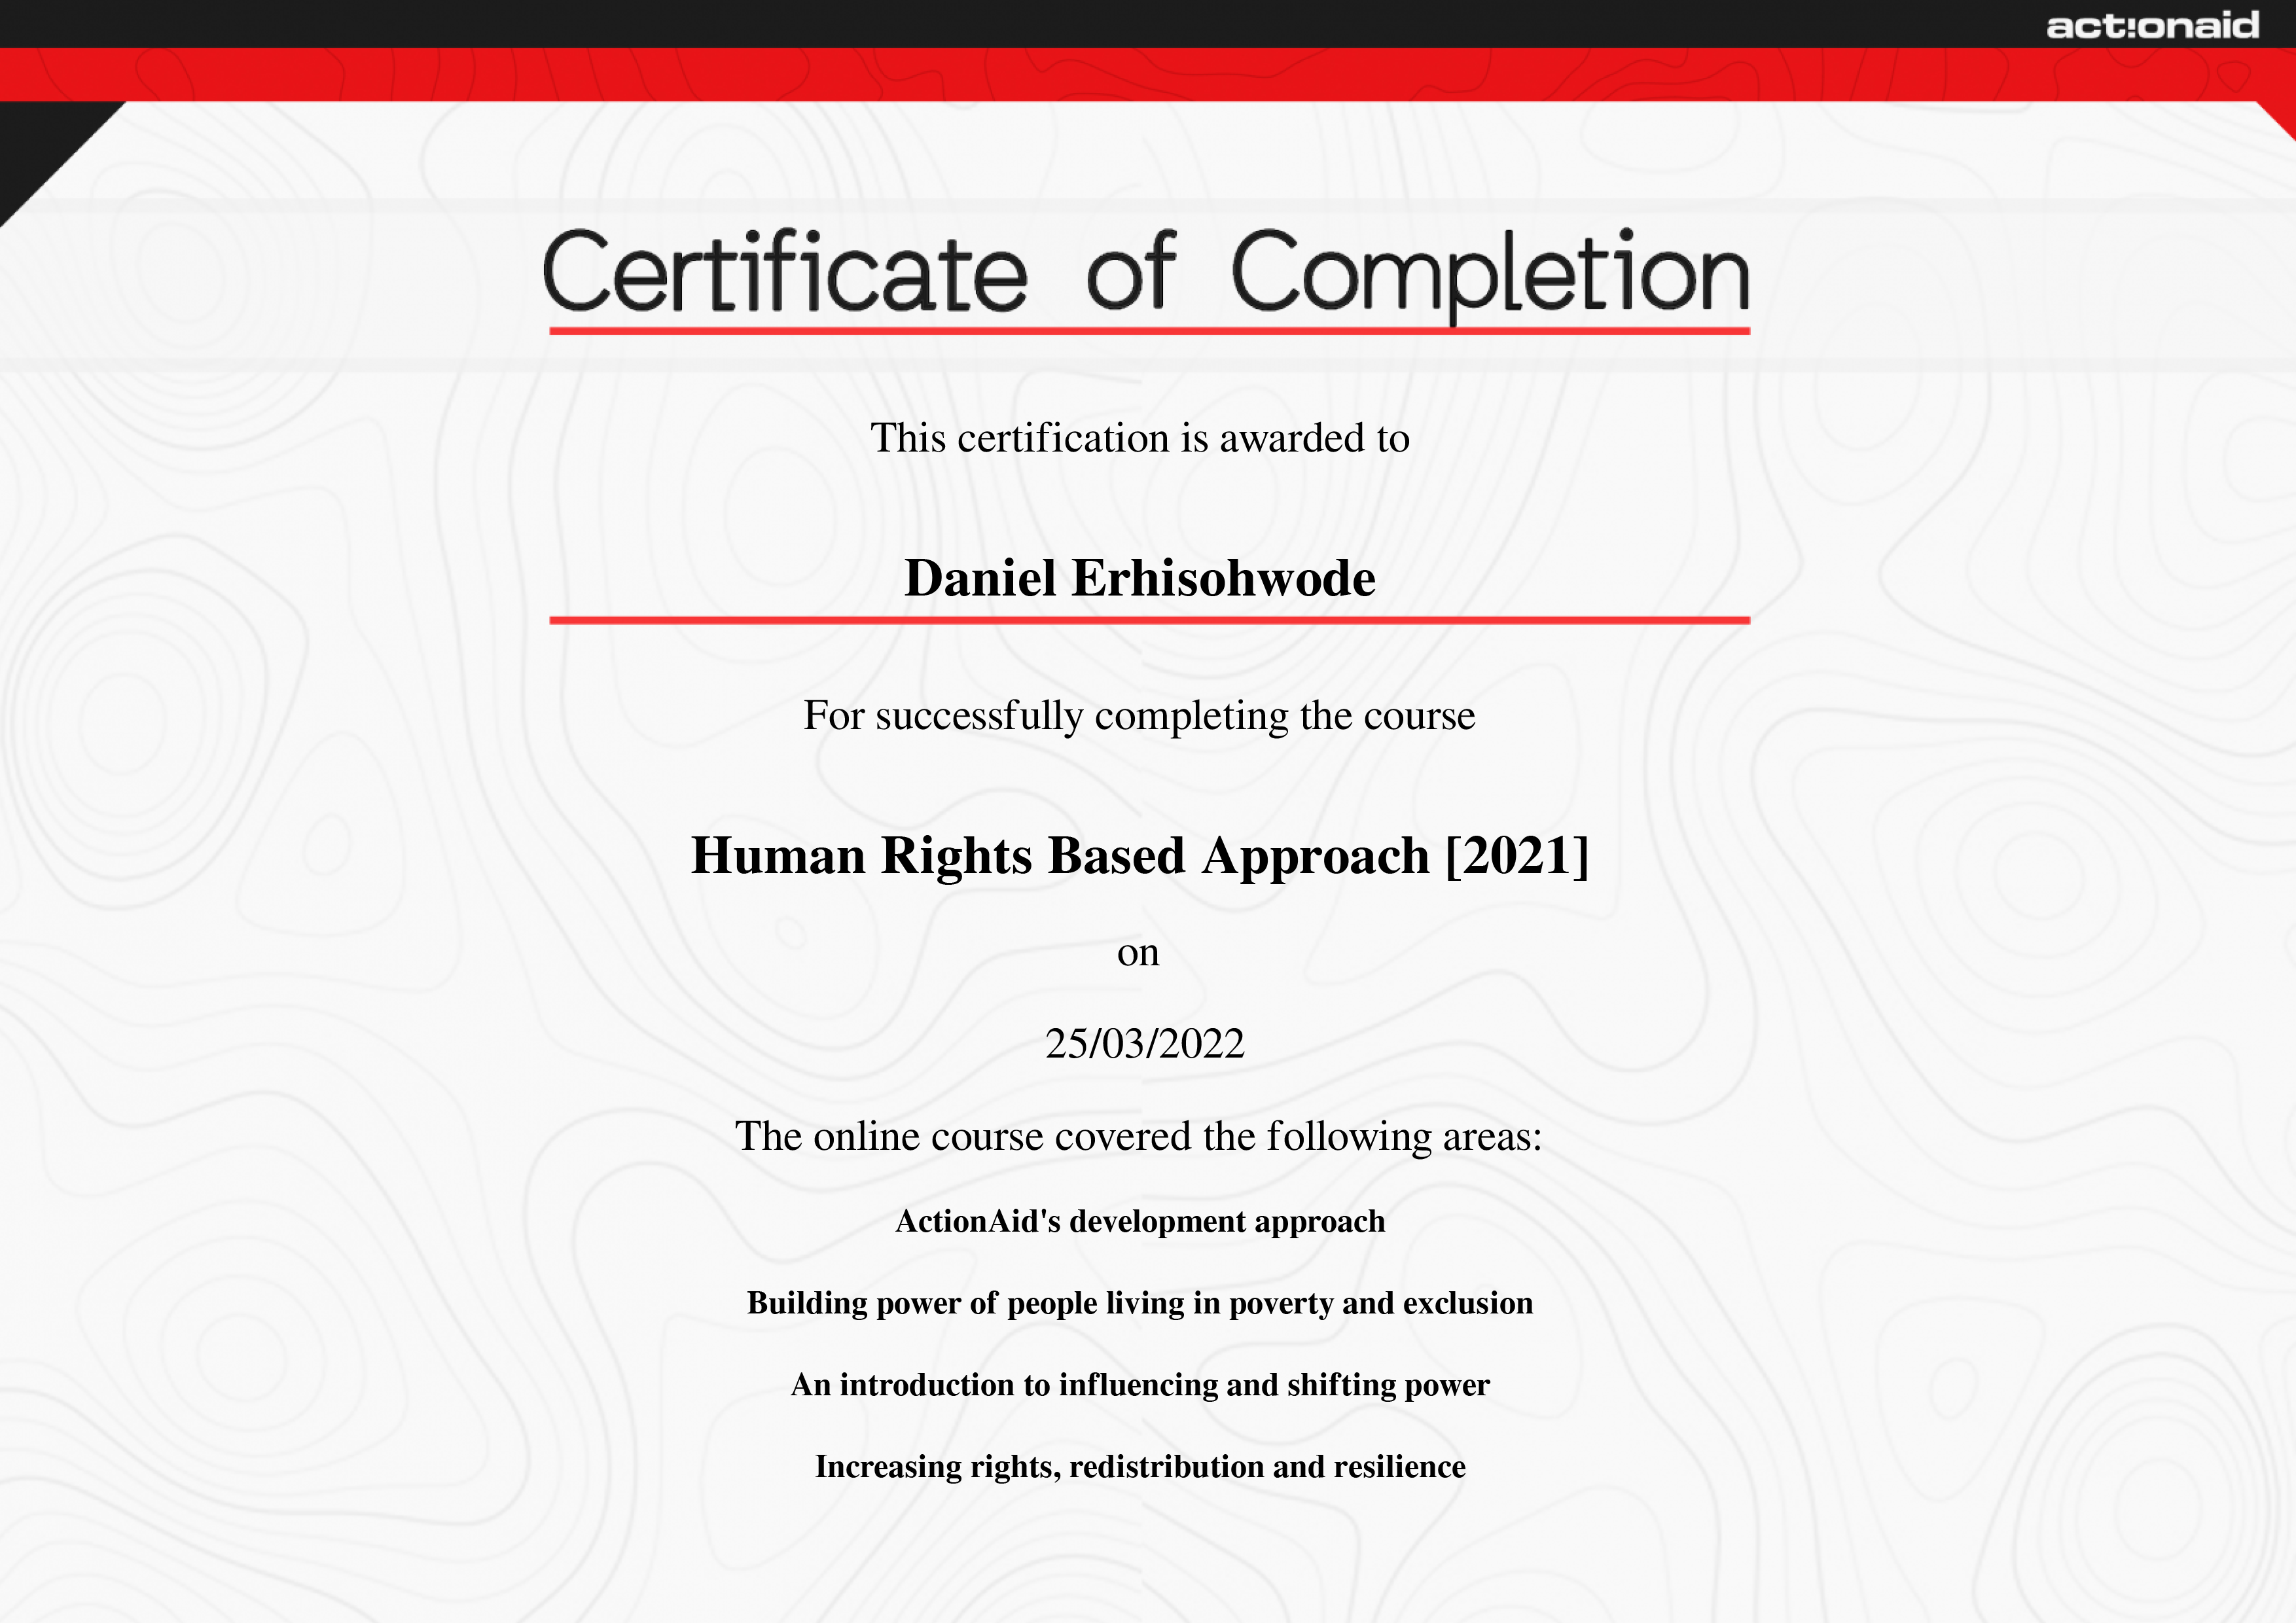 act!onaid
Certificate of Completion
This certification is awarded to
Daniel Erhisohwode
For successfully completing the course
Human Rights Based Approach [2021]
on
25/03/2022
The online course covered the following areas:
ActionAid's development approach
Building power of people living in poverty and exclusion
An introduction to influencing and shifting power
Increasing rights, redistribution and resilience